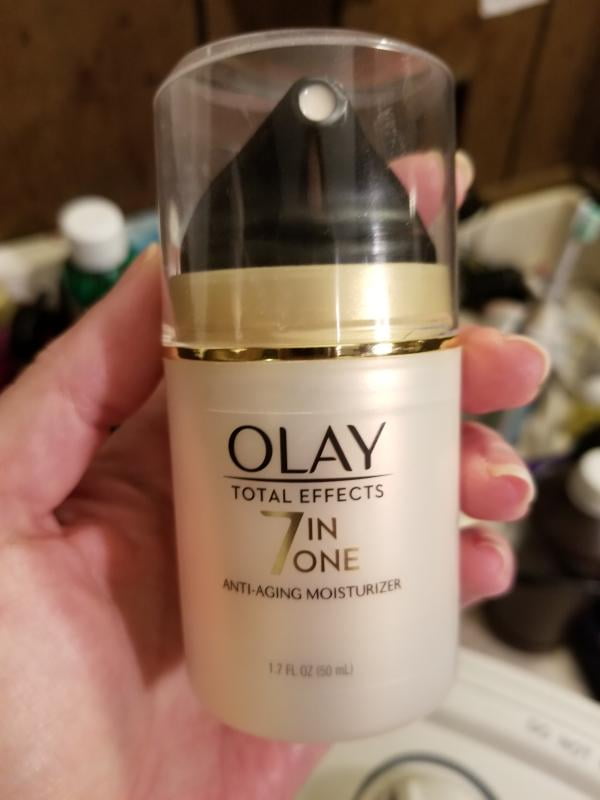 OLAY
TOTAL EFFECTS
7 IN
ONE
ANTI-AGING MOISTURIZER
1.7 FL OZ (50 mL)